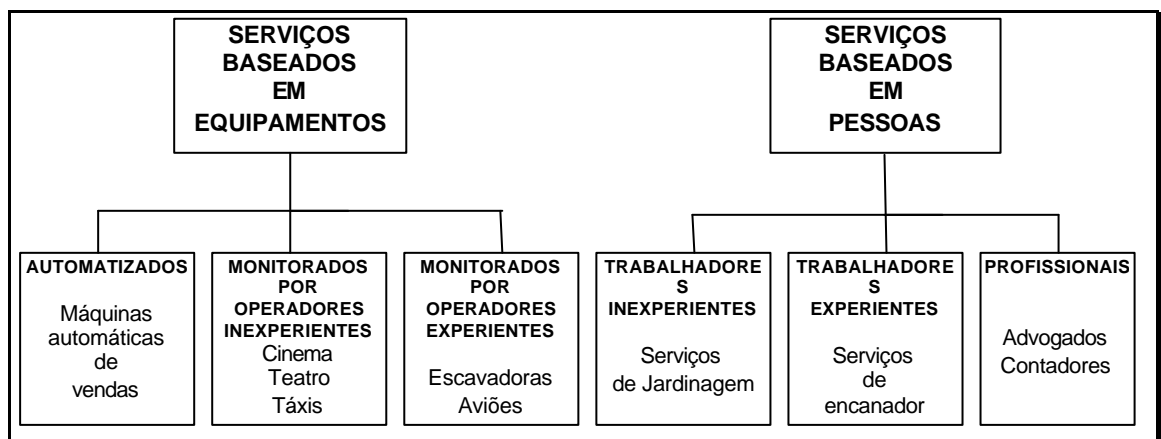 SERVIÇOS
BASEADOS
EM
EQUIPAMENTOS
SERVIÇOS
BASEADOS
EM
PESSOAS
AUTOMATIZADOS
Máquinas
automáticas
de
vendas
MONITORADOS
POR
OPERADORES
INEXPERIENTES
Cinema
Teatro
Táxis
MONITORADOS
POR
OPERADORES
EXPERIENTES
Escavadoras
Aviões
TRABALHADORE
S
INEXPERIENTES
Serviços
de Jardinagem
TRABALHADORE
S
EXPERIENTES
Serviços
de
encanador
PROFISSIONAIS
Advogados
Contadores